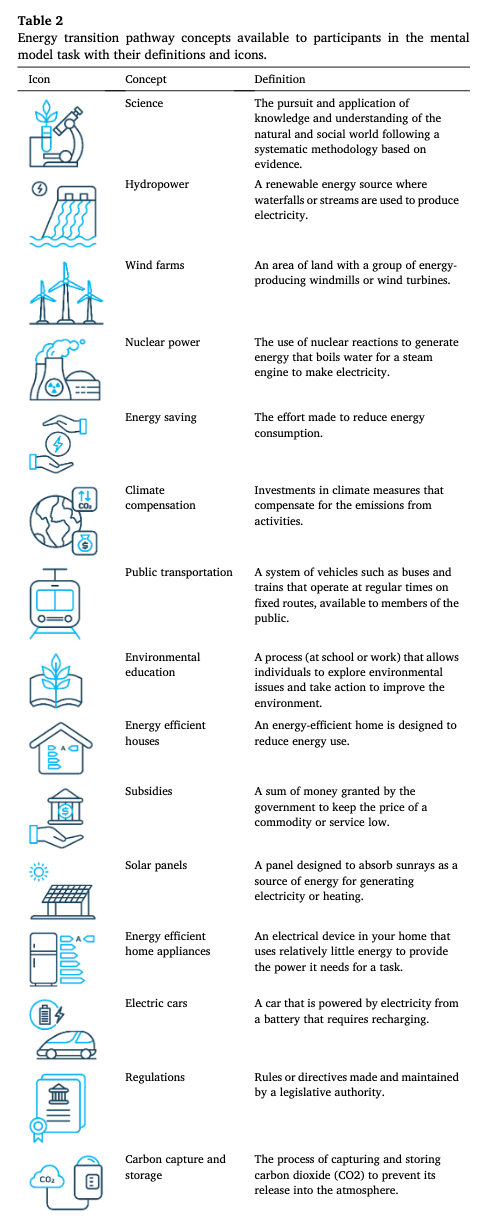 Table 2
Energy transition pathway concepts available to participants in the mental
model task with their definitions and icons.
Icon Concept Definition
Science The pursuit and application of
knowledge and understanding of the
natural and social world following a
systematic methodology based on
evidence.
Hydropower A renewable energy source where
waterfalls or streams are used to produce
electricity.
Wind farms An area of land with a group of energy-
producing windmills or wind turbines.
Nuclear power The use of nuclear reactions to generate
energy that boils water for a steam
engine to make electricity.
Energy saving The effort made to reduce energy
consumption.
CO₂
$
Climate Investments in climate measures that
compensation compensate for the emissions from
activities.
Public transportation A system of vehicles such as buses and
trains that operate at regular times on
fixed routes, available to members of the
public.
Environmental A process (at school or work) that allows
education individuals to explore environmental
issues and take action to improve the
environment.
A
Energy efficient An energy-efficient home is designed to
houses reduce energy use.
$
Subsidies A sum of money granted by the
government to keep the price of a
commodity or service low.
Solar panels A panel designed to absorb sunrays as a
source of energy for generating
electricity or heating.
A
Energy efficient An electrical device in your home that
home appliances uses relatively little energy to provide
the power it needs for a task.
Electric cars A car that is powered by electricity from
a battery that requires recharging.
Regulations Rules or directives made and maintained
by a legislative authority.
CO₂
Carbon capture and The process of capturing and storing
storage carbon dioxide (CO2) to prevent its
release into the atmosphere.